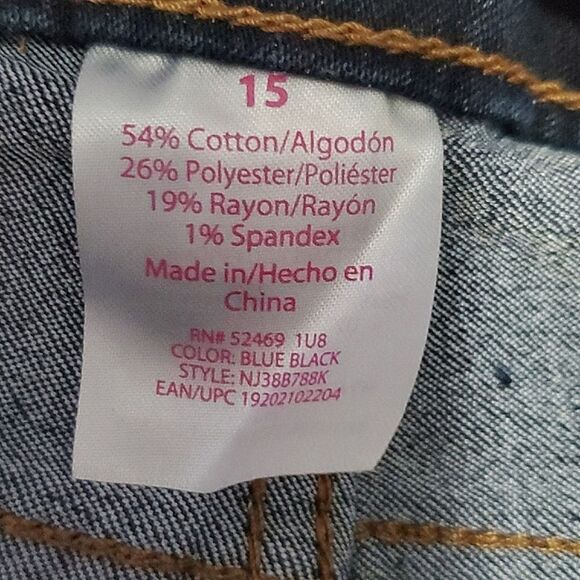 15
54% Cotton/Algodón
26% Polyester/Poliéster
19% Rayon/Rayón
1% Spandex
Made in/Hecho en
China
RN# 52469 1U8
COLOR: BLUE BLACK
STYLE: NJ38B788K
EAN/UPC 19202102204